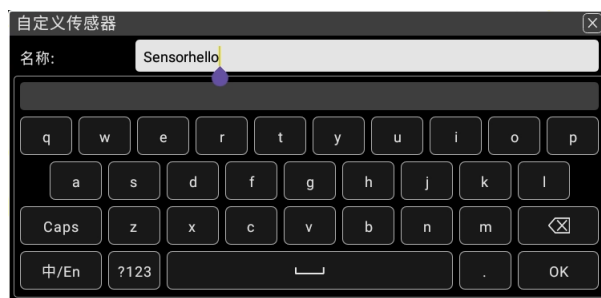 自定义传感器
名称: Sensorhello
q w e r t y u i o p
a s d f g h j k l
Caps z x c v b n m
中/En ?123 . OK